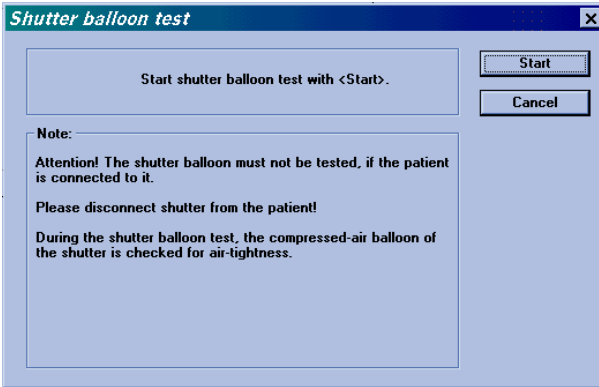 Shutter balloon test
Start shutter balloon test with <Start>.
Start
Cancel
Note:
Attention! The shutter balloon must not be tested, if the patient
is connected to it.
Please disconnect shutter from the patient!
During the shutter balloon test, the compressed-air balloon of
the shutter is checked for air-tightness.